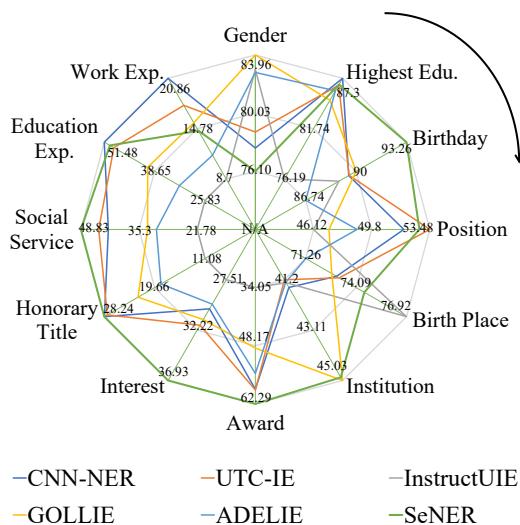 Gender
83.96
Work Exp.
Highest Edu.
20.86
87.3
80.03
81.74
14.78
Education
Exp.
Birthday
93.26
51.48
38.65
76.10
76.19
90
8.7
25.83
86.74
Social
Service
48.83
35.3
21.78
N/A
46.12
49.8
53.48
Position
11.08
71.26
19.66
27.51
41.2
74.09
28.24
34.05
76.92
Honorary
Title
Birth Place
32.22
48.17
43.11
36.93
45.03
Interest
Institution
62.29
Award
CNN-NER
UTC-IE
InstructUIE
GOLLIE
ADELIE
SeNER